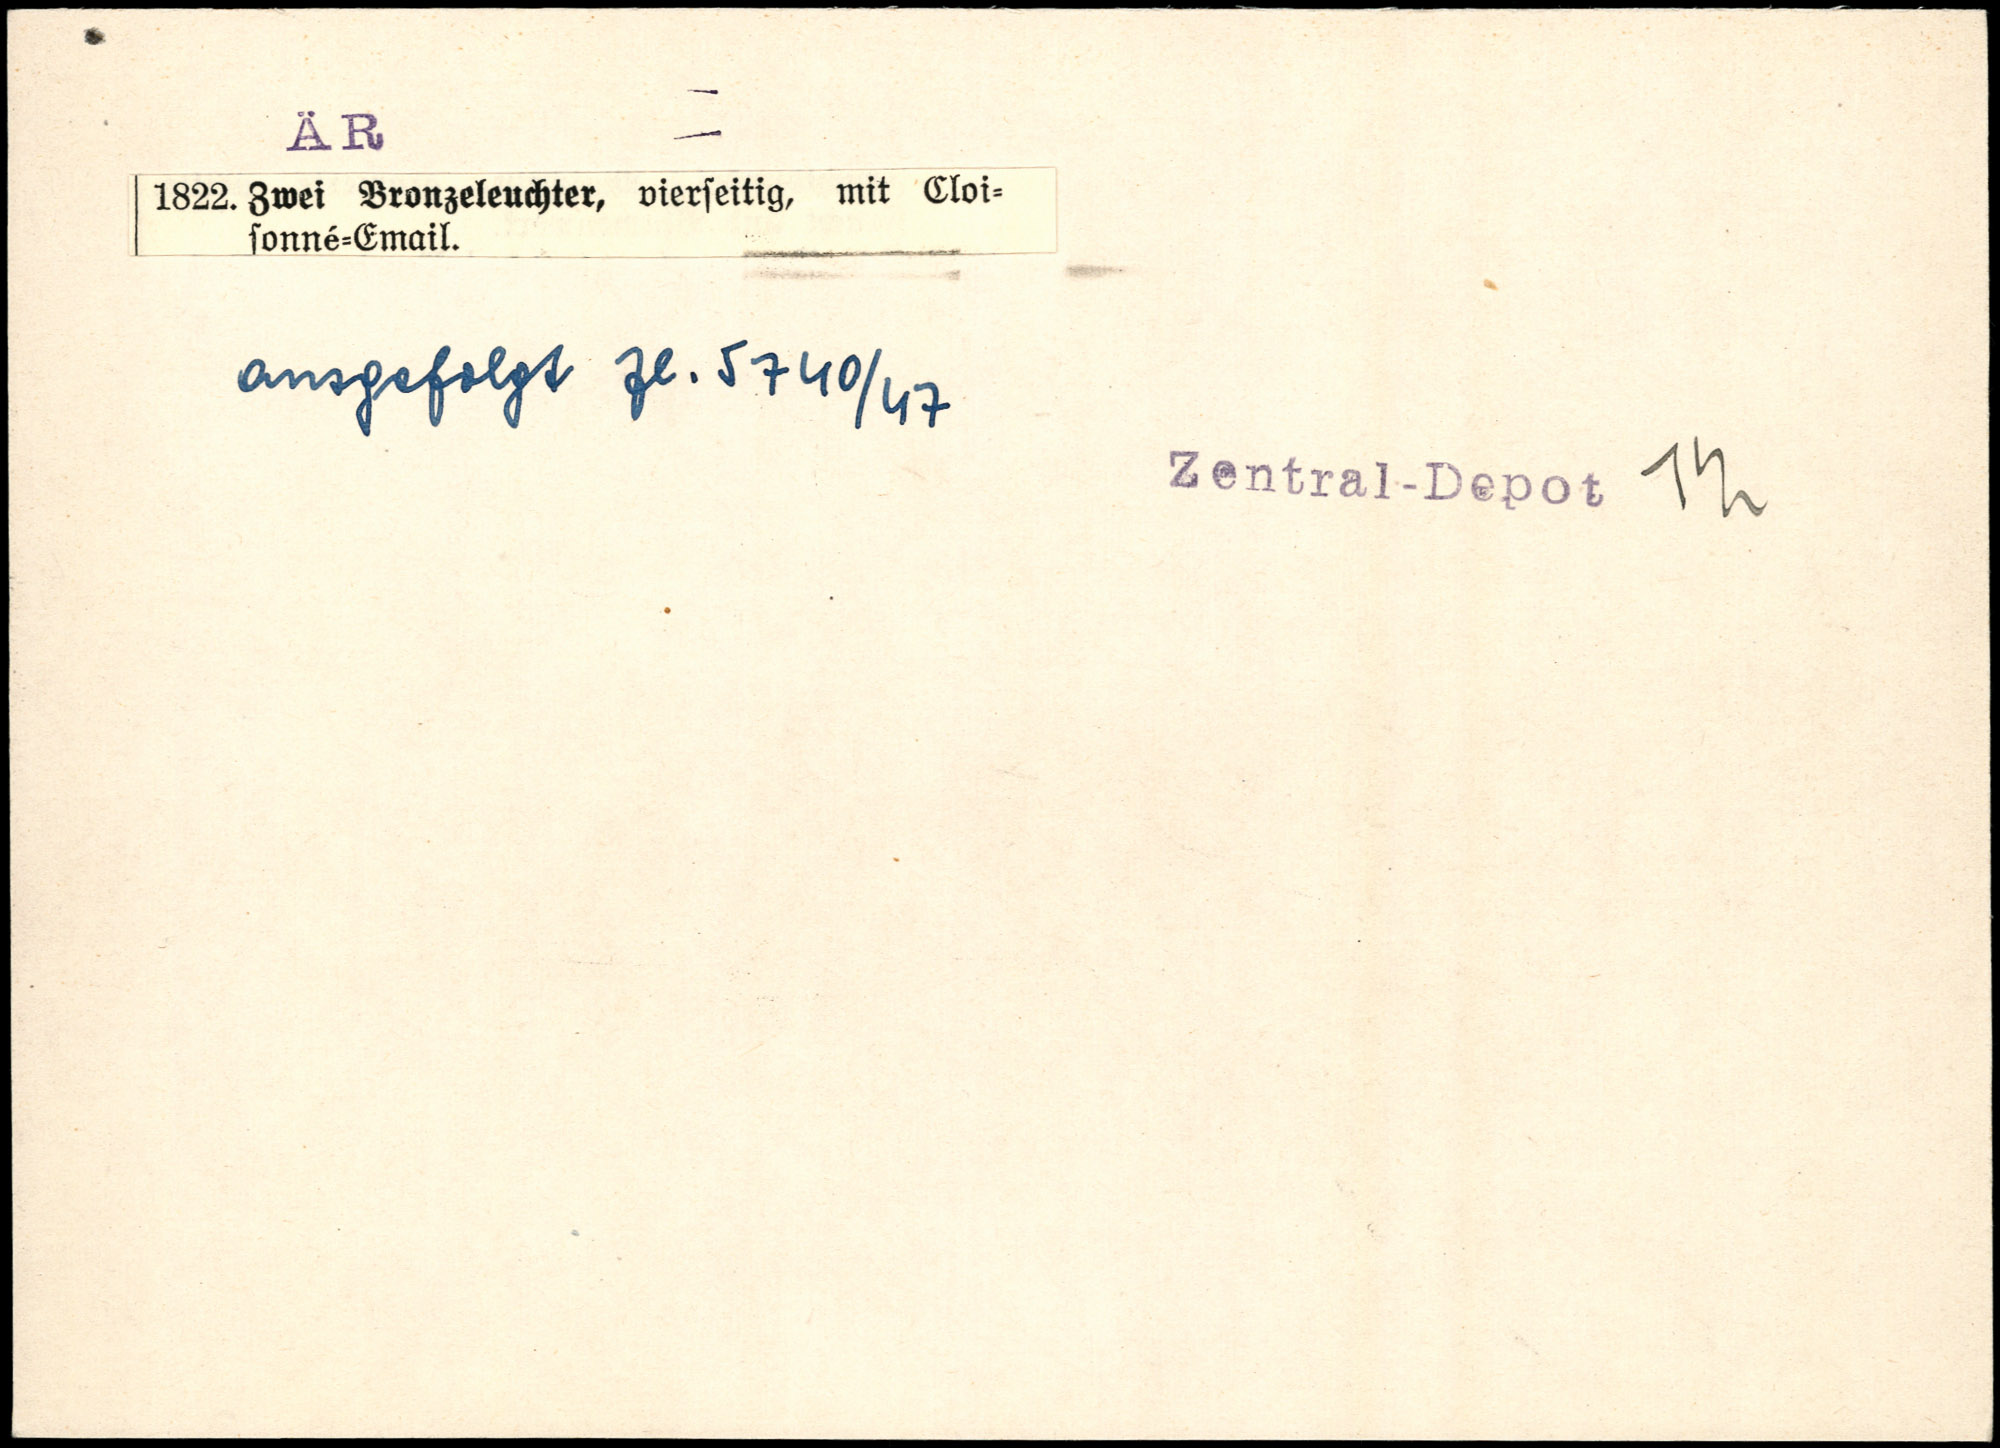 ÄR
1822. Zwei Bronzeleuchter, vierseitig, mit Cloi-
sonné-Email.
ausgefolgt Zl. 5740/47
Zentral-Depot